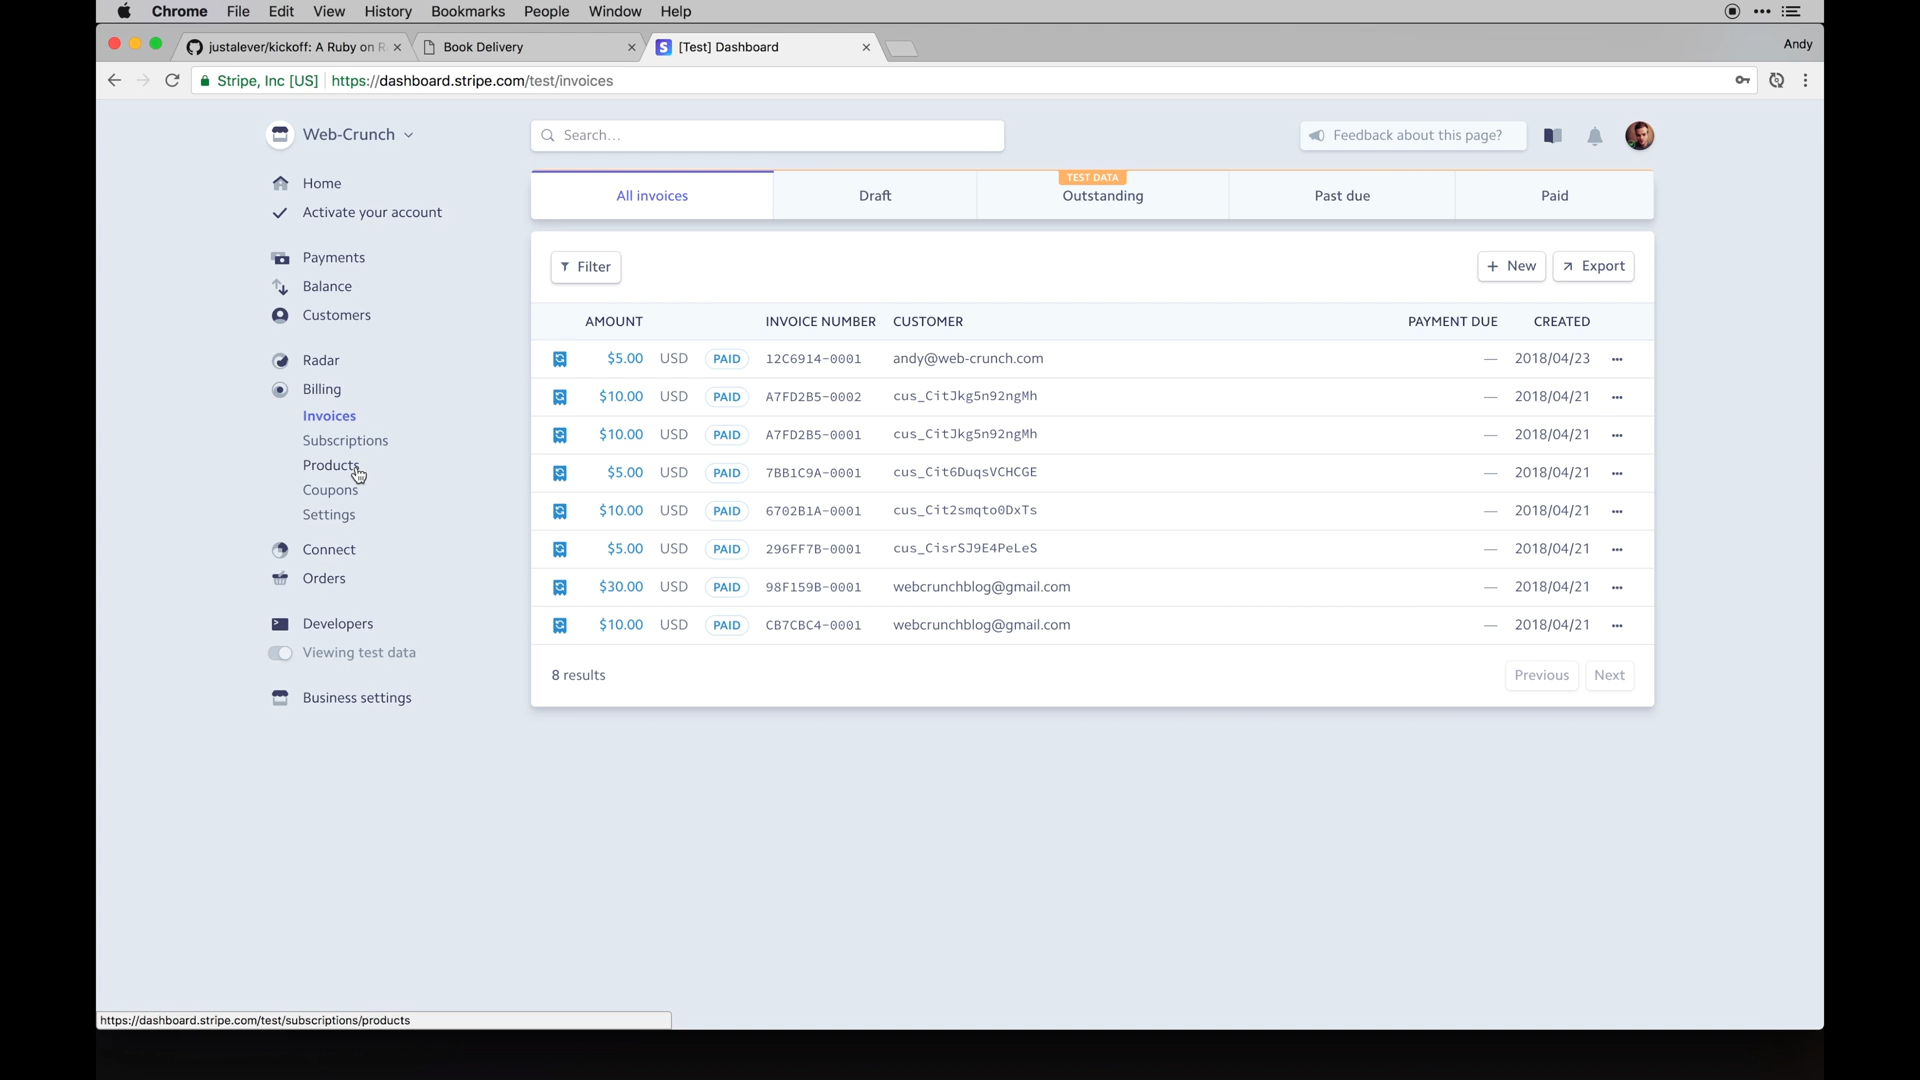 Chrome File Edit View History Bookmarks People Window Help
justalever/kickoff: A Ruby on R
Book Delivery
[Test] Dashboard
Andy
Stripe, Inc [US] https://dashboard.stripe.com/test/invoices
Web-Crunch
Search...
Feedback about this page?
Home
Activate your account
Payments
Balance
Customers
Radar
Billing
Invoices
Subscriptions
Products
Coupons
Settings
Connect
Orders
Developers
Viewing test data
Business settings
TEST DATA
All invoices Draft Outstanding Past due Paid
Filter
+ New
Export
AMOUNT INVOICE NUMBER CUSTOMER PAYMENT DUE CREATED
$5.00 USD PAID 12C6914-0001 andy@web-crunch.com — 2018/04/23 •••
$10.00 USD PAID A7FD2B5-0002 cus_CitJkg5n92ngMh — 2018/04/21 •••
$10.00 USD PAID A7FD2B5-0001 cus_CitJkg5n92ngMh — 2018/04/21 •••
$5.00 USD PAID 7BB1C9A-0001 cus_Cit6DuqsVCHCGE — 2018/04/21 •••
$10.00 USD PAID 6702B1A-0001 cus_Cit2smqto0DxTs — 2018/04/21 •••
$5.00 USD PAID 296FF7B-0001 cus_CisrSJ9E4PeLeS — 2018/04/21 •••
$30.00 USD PAID 98F159B-0001 webcrunchblog@gmail.com — 2018/04/21 •••
$10.00 USD PAID CB7CBC4-0001 webcrunchblog@gmail.com — 2018/04/21 •••
8 results
Previous
Next
https://dashboard.stripe.com/test/subscriptions/products